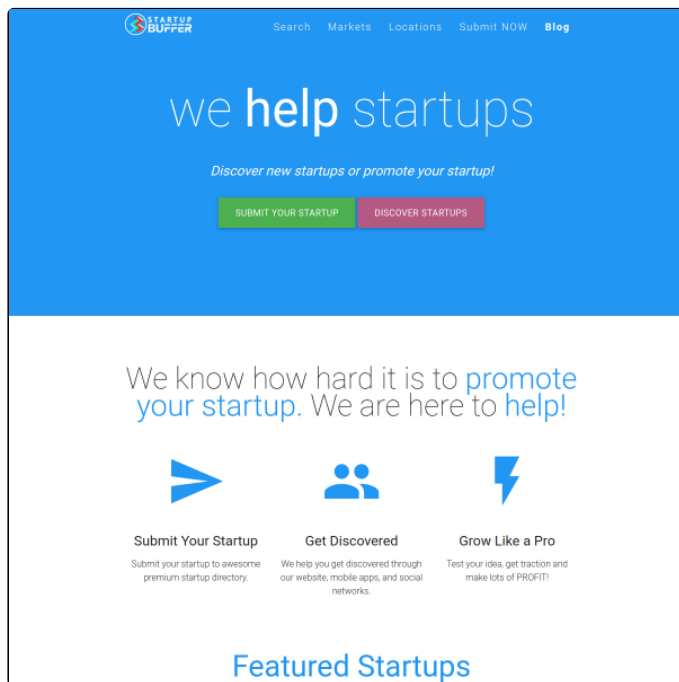 STARTUP
BUFFER
Search Markets Locations Submit NOW Blog
we help startups
Discover new startups or promote your startup!
SUBMIT YOUR STARTUP DISCOVER STARTUPS
We know how hard it is to promote
your startup. We are here to help!
Submit Your Startup Get Discovered Grow Like a Pro
Submit your startup to awesome
premium startup directory.
We help you get discovered through
our website, mobile apps, and social
networks.
Test your idea, get traction and
make lots of PROFIT!
Featured Startups